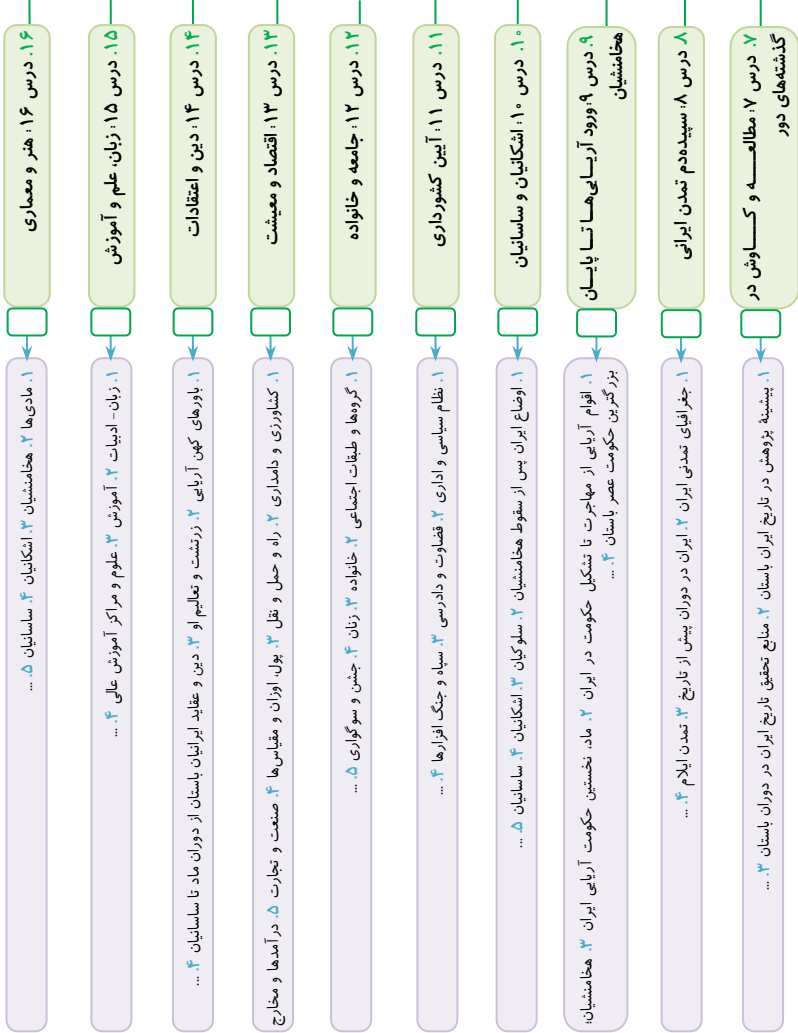 ۷. درس ۷: مطالعـــه و کـــاوش در
گذشته‌های دور
۱. پیشینهٔ پژوهش در تاریخ ایران باستان ۲. منابع تحقیق تاریخ ایران در دوران باستان ۳. ...
۸ درس ۸: سپیده‌دم تمدن ایرانی
۱. جغرافیای تمدنی ایران ۲. ایران در دوران پیش از تاریخ ۳. تمدن ایلام ۴. ...
۹. درس ۹: ورود آریـایی‌هـا تـا پایـان
هخامنشیان
۱. اقوام آریایی از مهاجرت تا تشکیل حکومت در ایران ۲. ماد، نخستین حکومت آریایی ایران ۳. هخامنشیان؛
بزرگترین حکومت عصر باستان ۴. ...
۱۰. درس ۱۰: اشکانیان و ساسانیان
۱. اوضاع ایران پس از سقوط هخامنشیان ۲. سلوکیان ۳. اشکانیان ۴. ساسانیان ۵. ...
۱۱. درس ۱۱: آیین کشورداری
۱. نظام سیاسی و اداری ۲. قضاوت و دادرسی ۳. سپاه و جنگ افزارها ۴. ...
۱۲. درس ۱۲: جامعه و خانواده
۱. گروه‌ها و طبقات اجتماعی ۲. خانواده ۳. زنان ۴. جشن و سوگواری ۵. ...
۱۳. درس ۱۳: اقتصاد و معیشت
۱. کشاورزی و دامداری ۲. راه و حمل و نقل ۳. پول، اوزان و مقیاس‌ها ۴. صنعت و تجارت ۵. درآمدها و مخارج
۱۴. درس ۱۴: دین و اعتقادات
۱. باورهای کهن آریایی ۲. زرتشت و تعالیم او ۳. دین و عقاید ایرانیان باستان از دوران ماد تا ساسانیان ۴. ...
۱۵. درس ۱۵: زبان، علم و آموزش
۱. زبان - ادبیات ۲. آموزش ۳. علوم و مراکز آموزش عالی ۴. ...
۱۶. درس ۱۶: هنر و معماری
۱. مادی‌ها ۲. هخامنشیان ۳. اشکانیان ۴. ساسانیان ۵. ...